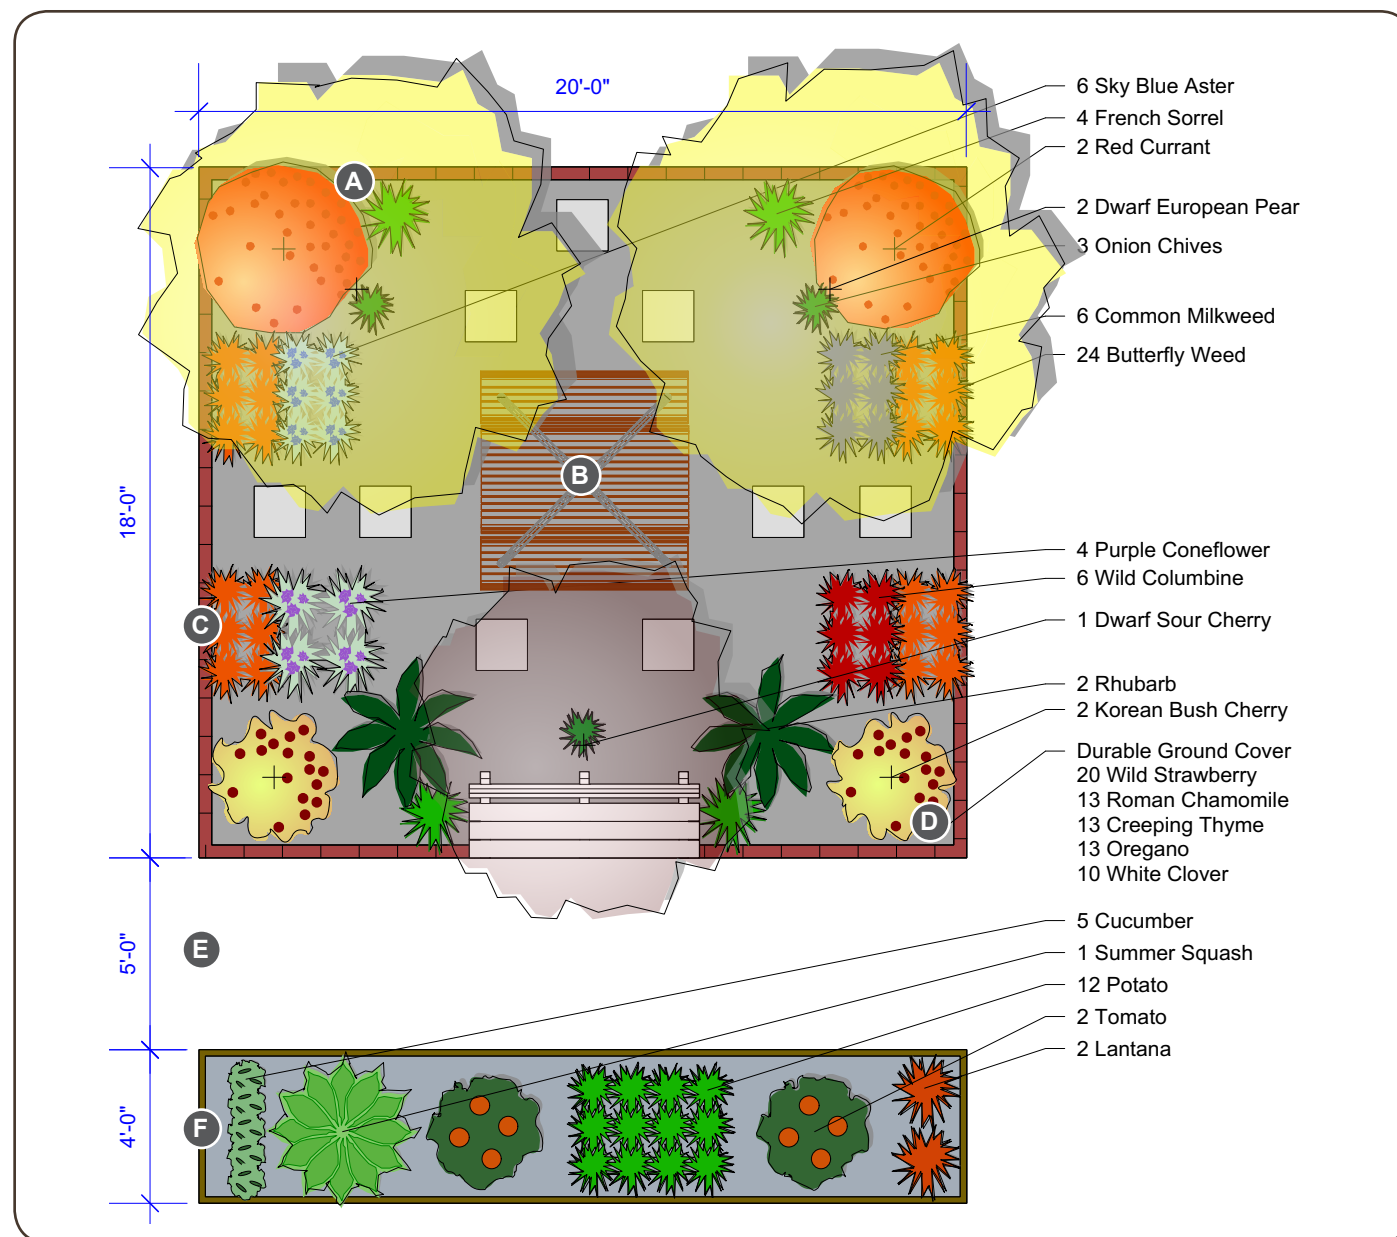 20'-0"
6 Sky Blue Aster
4 French Sorrel
2 Red Currant
A
2 Dwarf European Pear
3 Onion Chives
6 Common Milkweed
24 Butterfly Weed
B
18'-0"
4 Purple Coneflower
6 Wild Columbine
C
1 Dwarf Sour Cherry
2 Rhubarb
2 Korean Bush Cherry
Durable Ground Cover
20 Wild Strawberry
13 Roman Chamomile
D
13 Creeping Thyme
13 Oregano
10 White Clover
5 Cucumber
E
5'-0"
1 Summer Squash
12 Potato
2 Tomato
2 Lantana
F
4'-0"